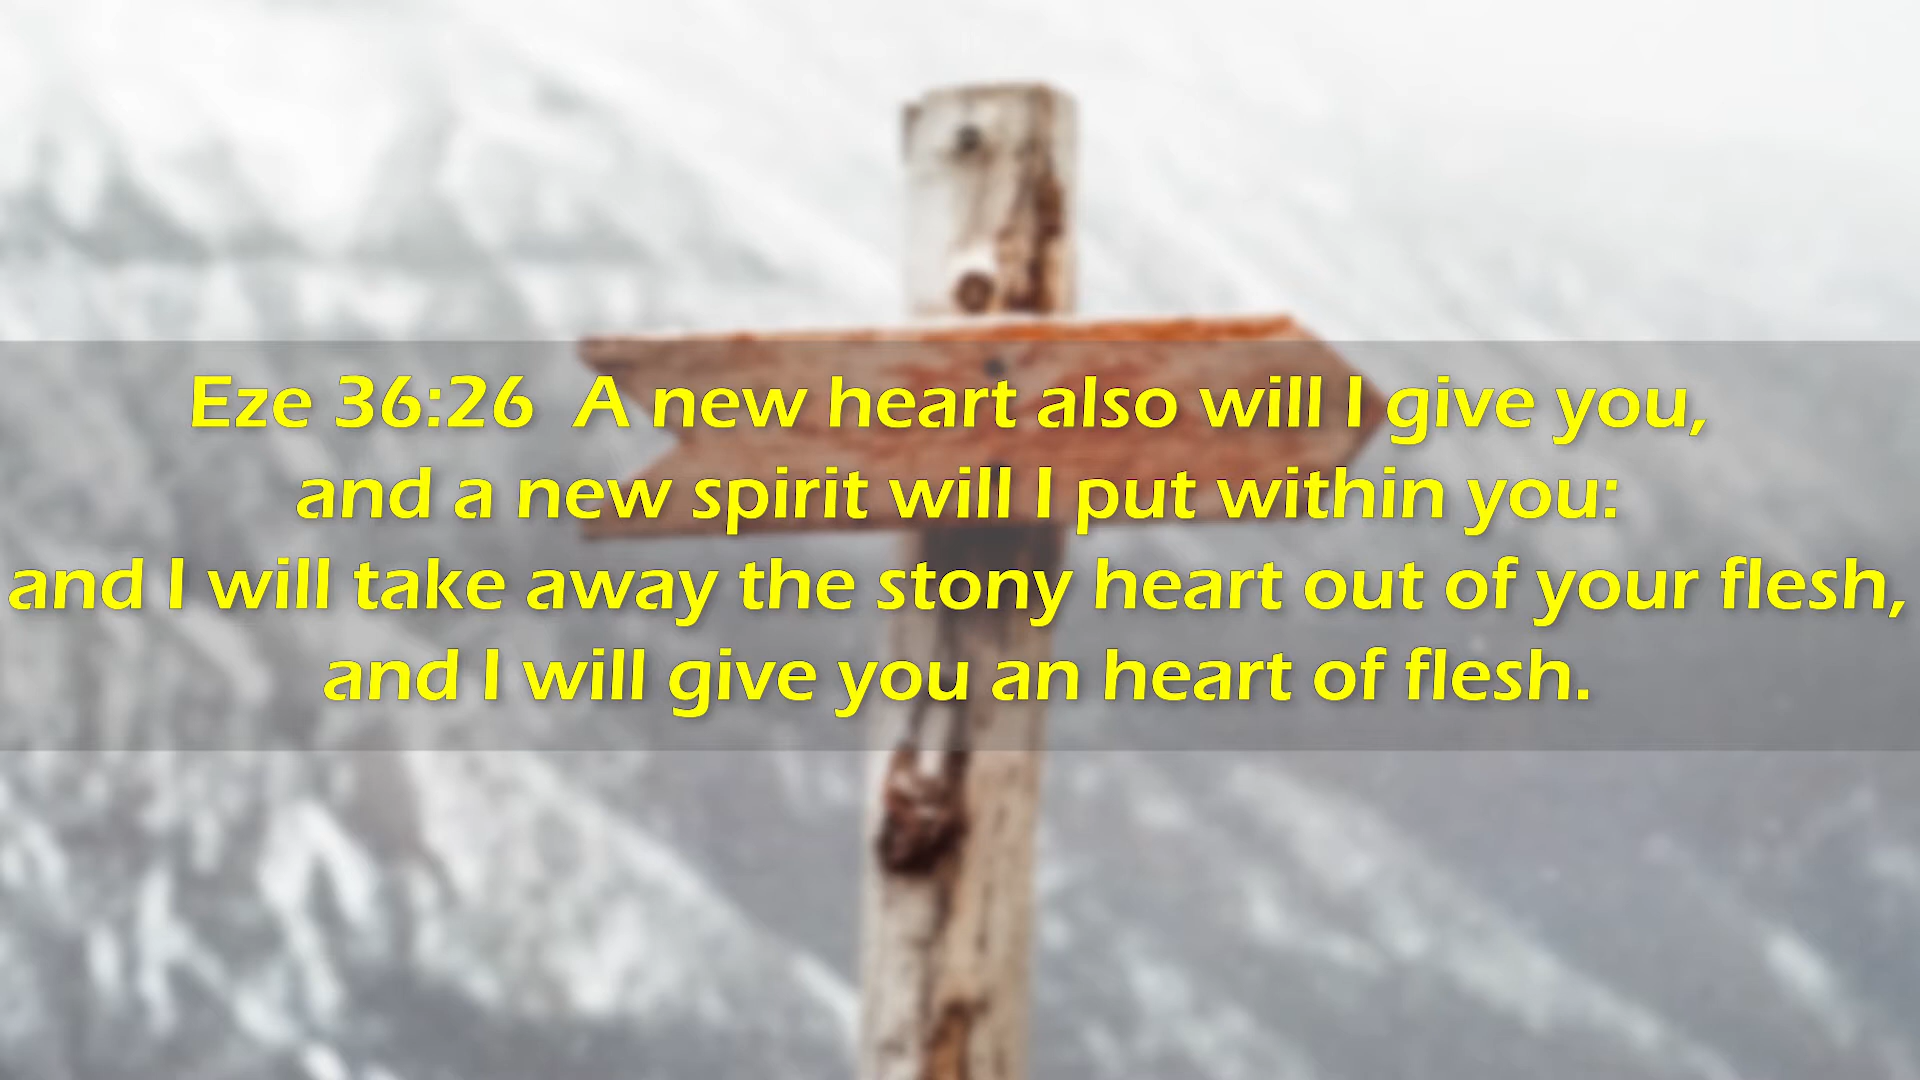 Eze 36:26  A new heart also will I give you,
and a new spirit will I put within you:
and I will take away the stony heart out of your flesh,
and I will give you an heart of flesh.